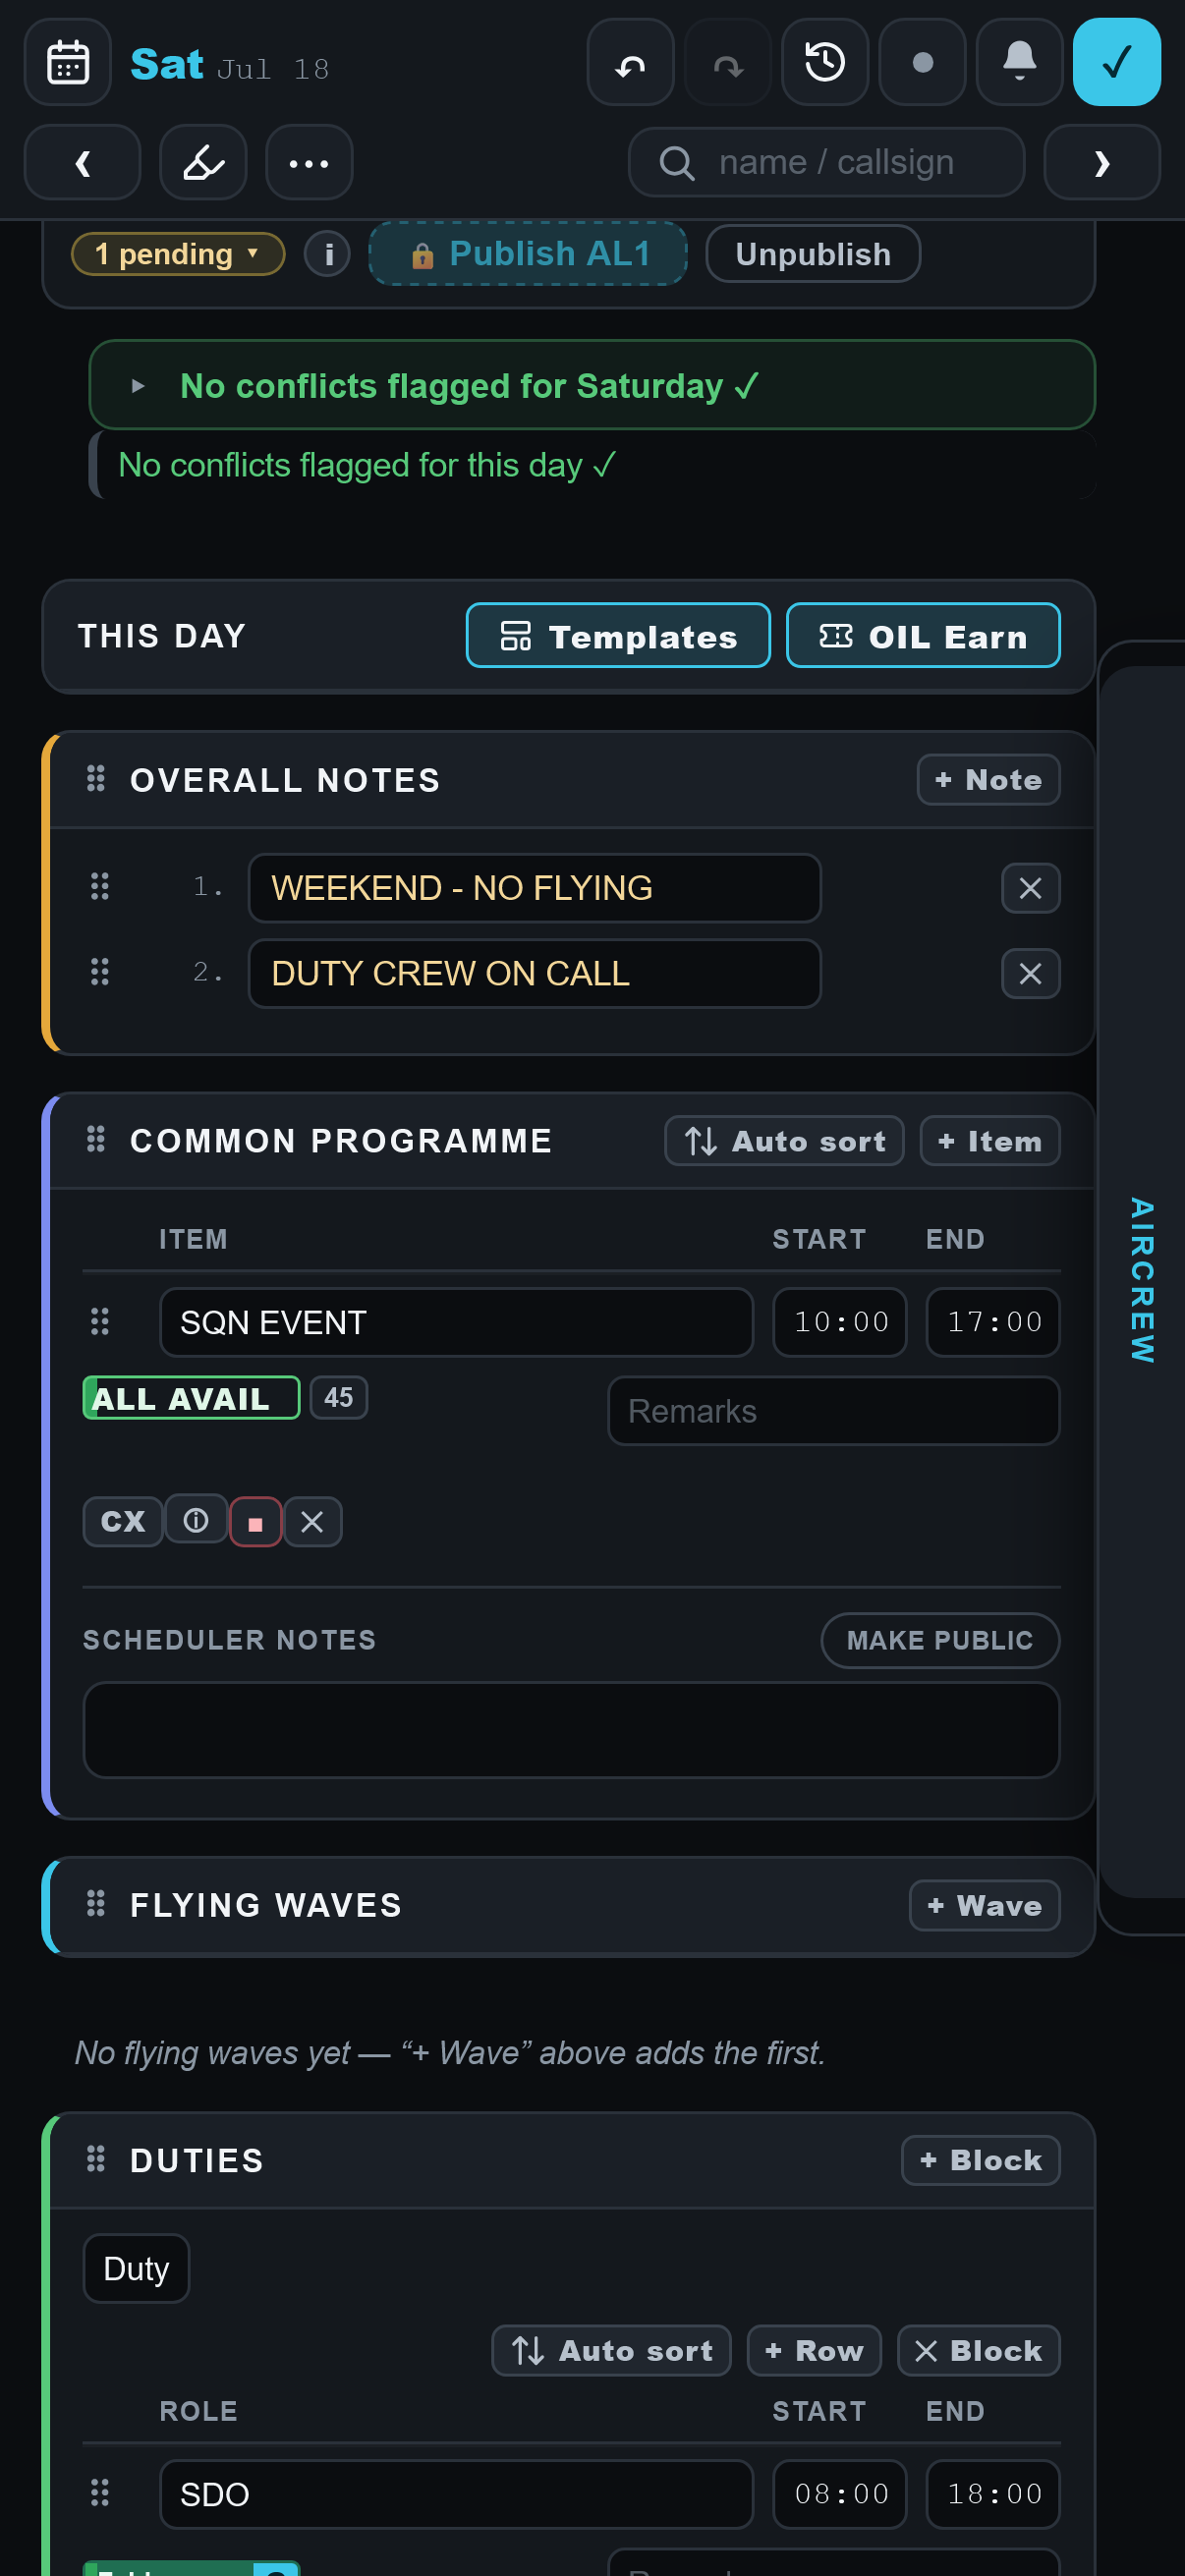 Sat Jul 18
name / callsign
1 pending ▾ i 🔒 Publish AL1 Unpublish
▸ No conflicts flagged for Saturday ✓
No conflicts flagged for this day ✓
THIS DAY Templates OIL Earn
OVERALL NOTES + Note
1. WEEKEND - NO FLYING
2. DUTY CREW ON CALL
COMMON PROGRAMME Auto sort + Item
ITEM START END
SQN EVENT 10:00 17:00
ALL AVAIL 45 Remarks
CX
SCHEDULER NOTES MAKE PUBLIC
AIRCREW
FLYING WAVES + Wave
No flying waves yet — “+ Wave” above adds the first.
DUTIES + Block
Duty
Auto sort + Row × Block
ROLE START END
SDO 08:00 18:00